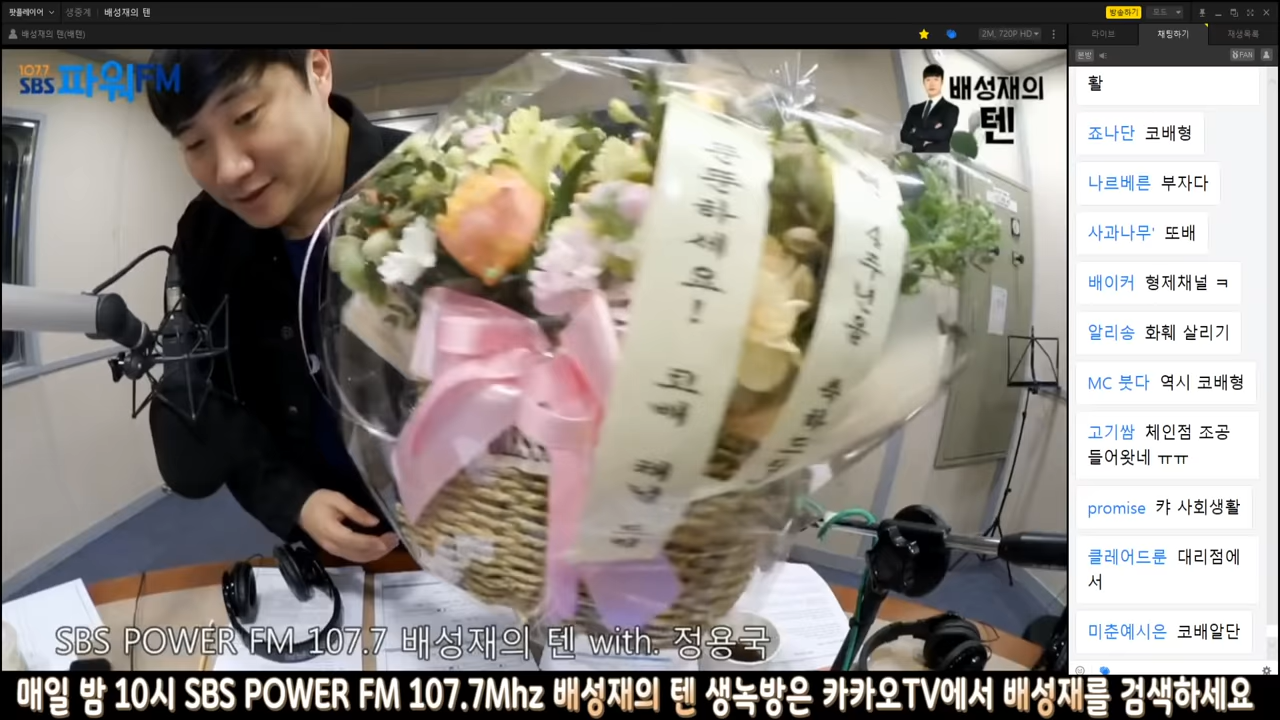 팟플레이어 생중계 배성재의 텐 방송하기 모드
배성재의 텐(배텐) 2M, 720P HD
라이브 채팅하기 재생목록
본방 FAN
107.7
SBS 파워FM
배성재의
텐
하세요! 코배
SBS POWER FM 107.7 배성재의 텐 with. 정용국
활
죠나단 코배형
나르베른 부자다
사과나무' 또배
배이커 형제채널 ㅋ
알리송 화훼 살리기
MC 붓다 역시 코배형
고기쌈 체인점 조공
들어왓네 ㅠㅠ
promise 캬 사회생활
클레어드룬 대리점에
서
미춘예시은 코배알단
매일 밤 10시 SBS POWER FM 107.7Mhz 배성재의 텐 생녹방은 카카오TV에서 배성재를 검색하세요